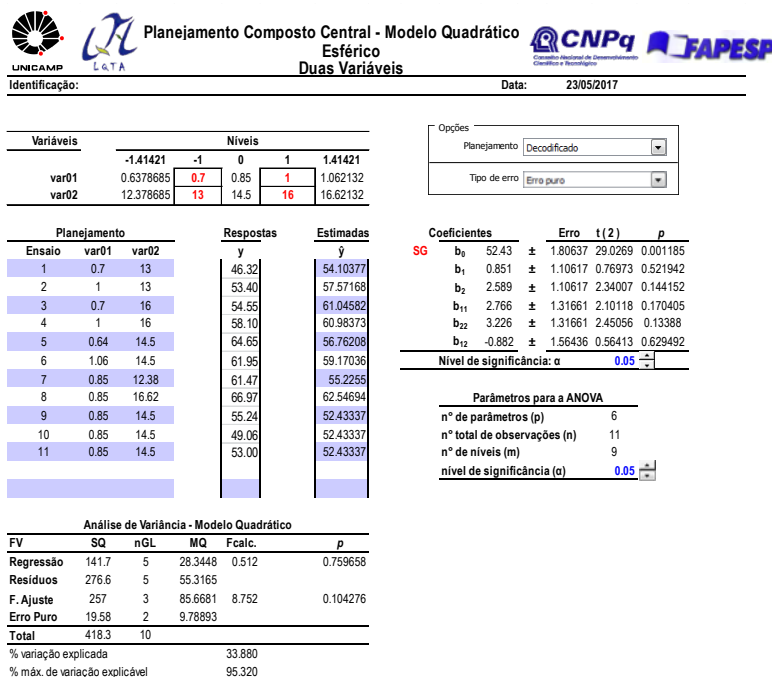 UNICAMP
LQTA
Planejamento Composto Central - Modelo Quadrático
Esférico
Duas Variáveis
CNPq
Conselho Nacional de Desenvolvimento
Científico e Tecnológico
FAPESP
Identificação: Data: 23/05/2017
Variáveis Níveis
-1.41421 -1 0 1 1.41421
var01 0.6378685 0.7 0.85 1 1.062132
var02 12.378685 13 14.5 16 16.62132
Opções
Planejamento Decodificado
Tipo de erro Erro puro
Planejamento Respostas Estimadas
Ensaio var01 var02 y ŷ
1 0.7 13 46.32 54.10377
2 1 13 53.40 57.57168
3 0.7 16 54.55 61.04582
4 1 16 58.10 60.98373
5 0.64 14.5 64.65 56.76208
6 1.06 14.5 61.95 59.17036
7 0.85 12.38 61.47 55.2255
8 0.85 16.62 66.97 62.54694
9 0.85 14.5 55.24 52.43337
10 0.85 14.5 49.06 52.43337
11 0.85 14.5 53.00 52.43337
Coeficientes Erro t ( 2 ) p
SG b0 52.43 ± 1.80637 29.0269 0.001185
b1 0.851 ± 1.10617 0.76973 0.521942
b2 2.589 ± 1.10617 2.34007 0.144152
b11 2.766 ± 1.31661 2.10118 0.170405
b22 3.226 ± 1.31661 2.45056 0.13388
b12 -0.882 ± 1.56436 0.56413 0.629492
Nível de significância: α 0.05
Parâmetros para a ANOVA
n° de parâmetros (p) 6
n° total de observações (n) 11
n° de níveis (m) 9
nível de significância (α) 0.05
Análise de Variância - Modelo Quadrático
FV SQ nGL MQ Fcalc. p
Regressão 141.7 5 28.3448 0.512 0.759658
Resíduos 276.6 5 55.3165
F. Ajuste 257 3 85.6681 8.752 0.104276
Erro Puro 19.58 2 9.78893
Total 418.3 10
% variação explicada 33.880
% máx. de variação explicável 95.320